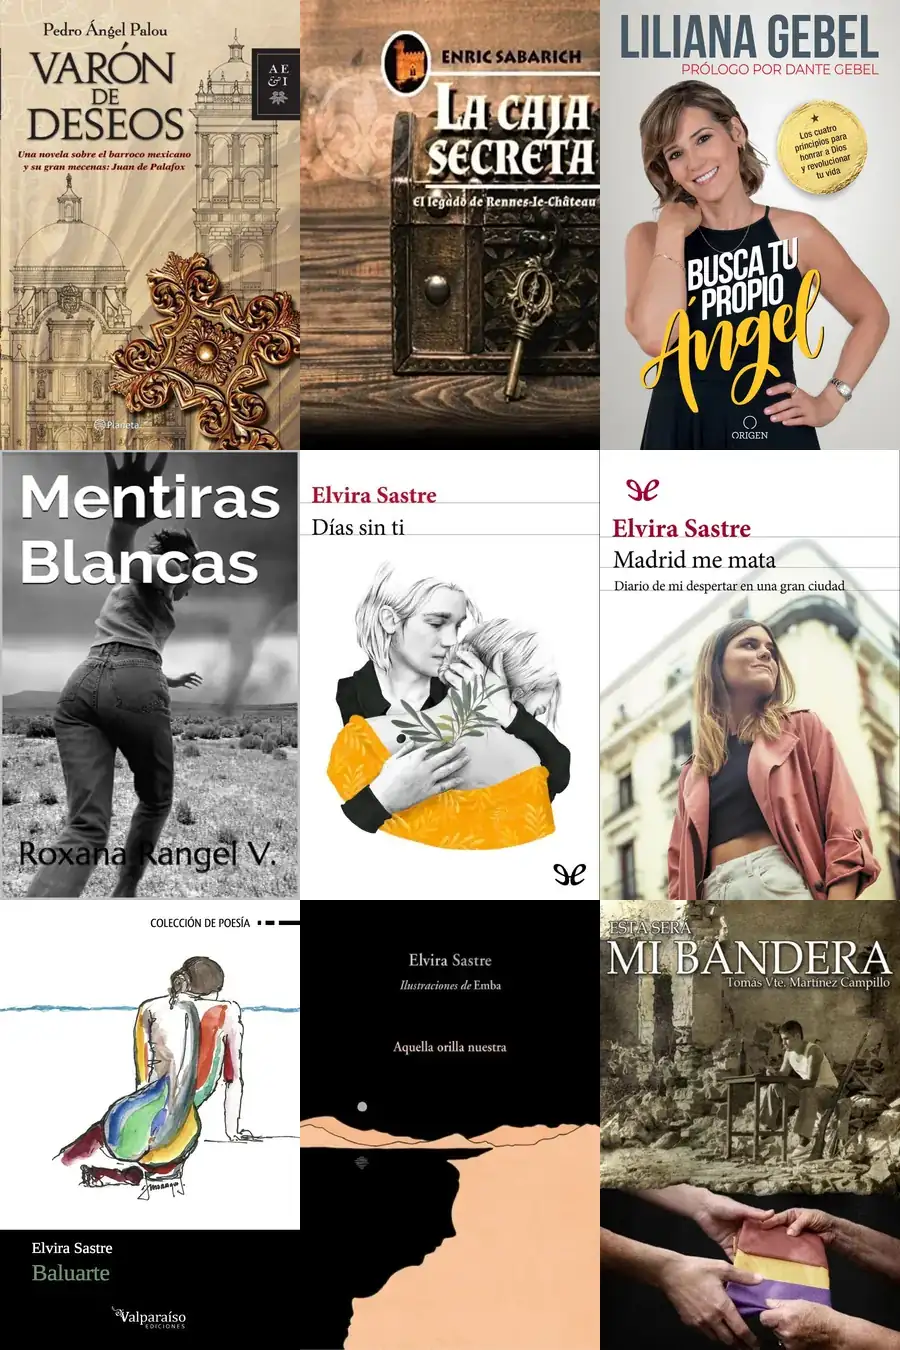 Pedro Ángel Palou
VARÓN
DE
DESEOS
Una novela sobre el barroco mexicano
y su gran mecenas: Juan de Palafox
A E
& I
Planeta
ENRIC SABARICH
LA CAJA
SECRETA
El legado de Rennes-le-Château
LILIANA GEBEL
PRÓLOGO POR DANTE GEBEL
Los cuatro
principios para
honrar a Dios
y revolucionar
tu vida
BUSCA TU
PROPIO
Ángel
ORIGEN
Mentiras
Blancas
Roxana Rangel V.
Elvira Sastre
Días sin ti
Elvira Sastre
Madrid me mata
Diario de mi despertar en una gran ciudad
COLECCIÓN DE POESÍA
Elvira Sastre
Baluarte
Valparaíso
EDICIONES
Elvira Sastre
Ilustraciones de Emba
Aquella orilla nuestra
ESTA SERÁ
MI BANDERA
Tomás Vte. Martínez Campillo